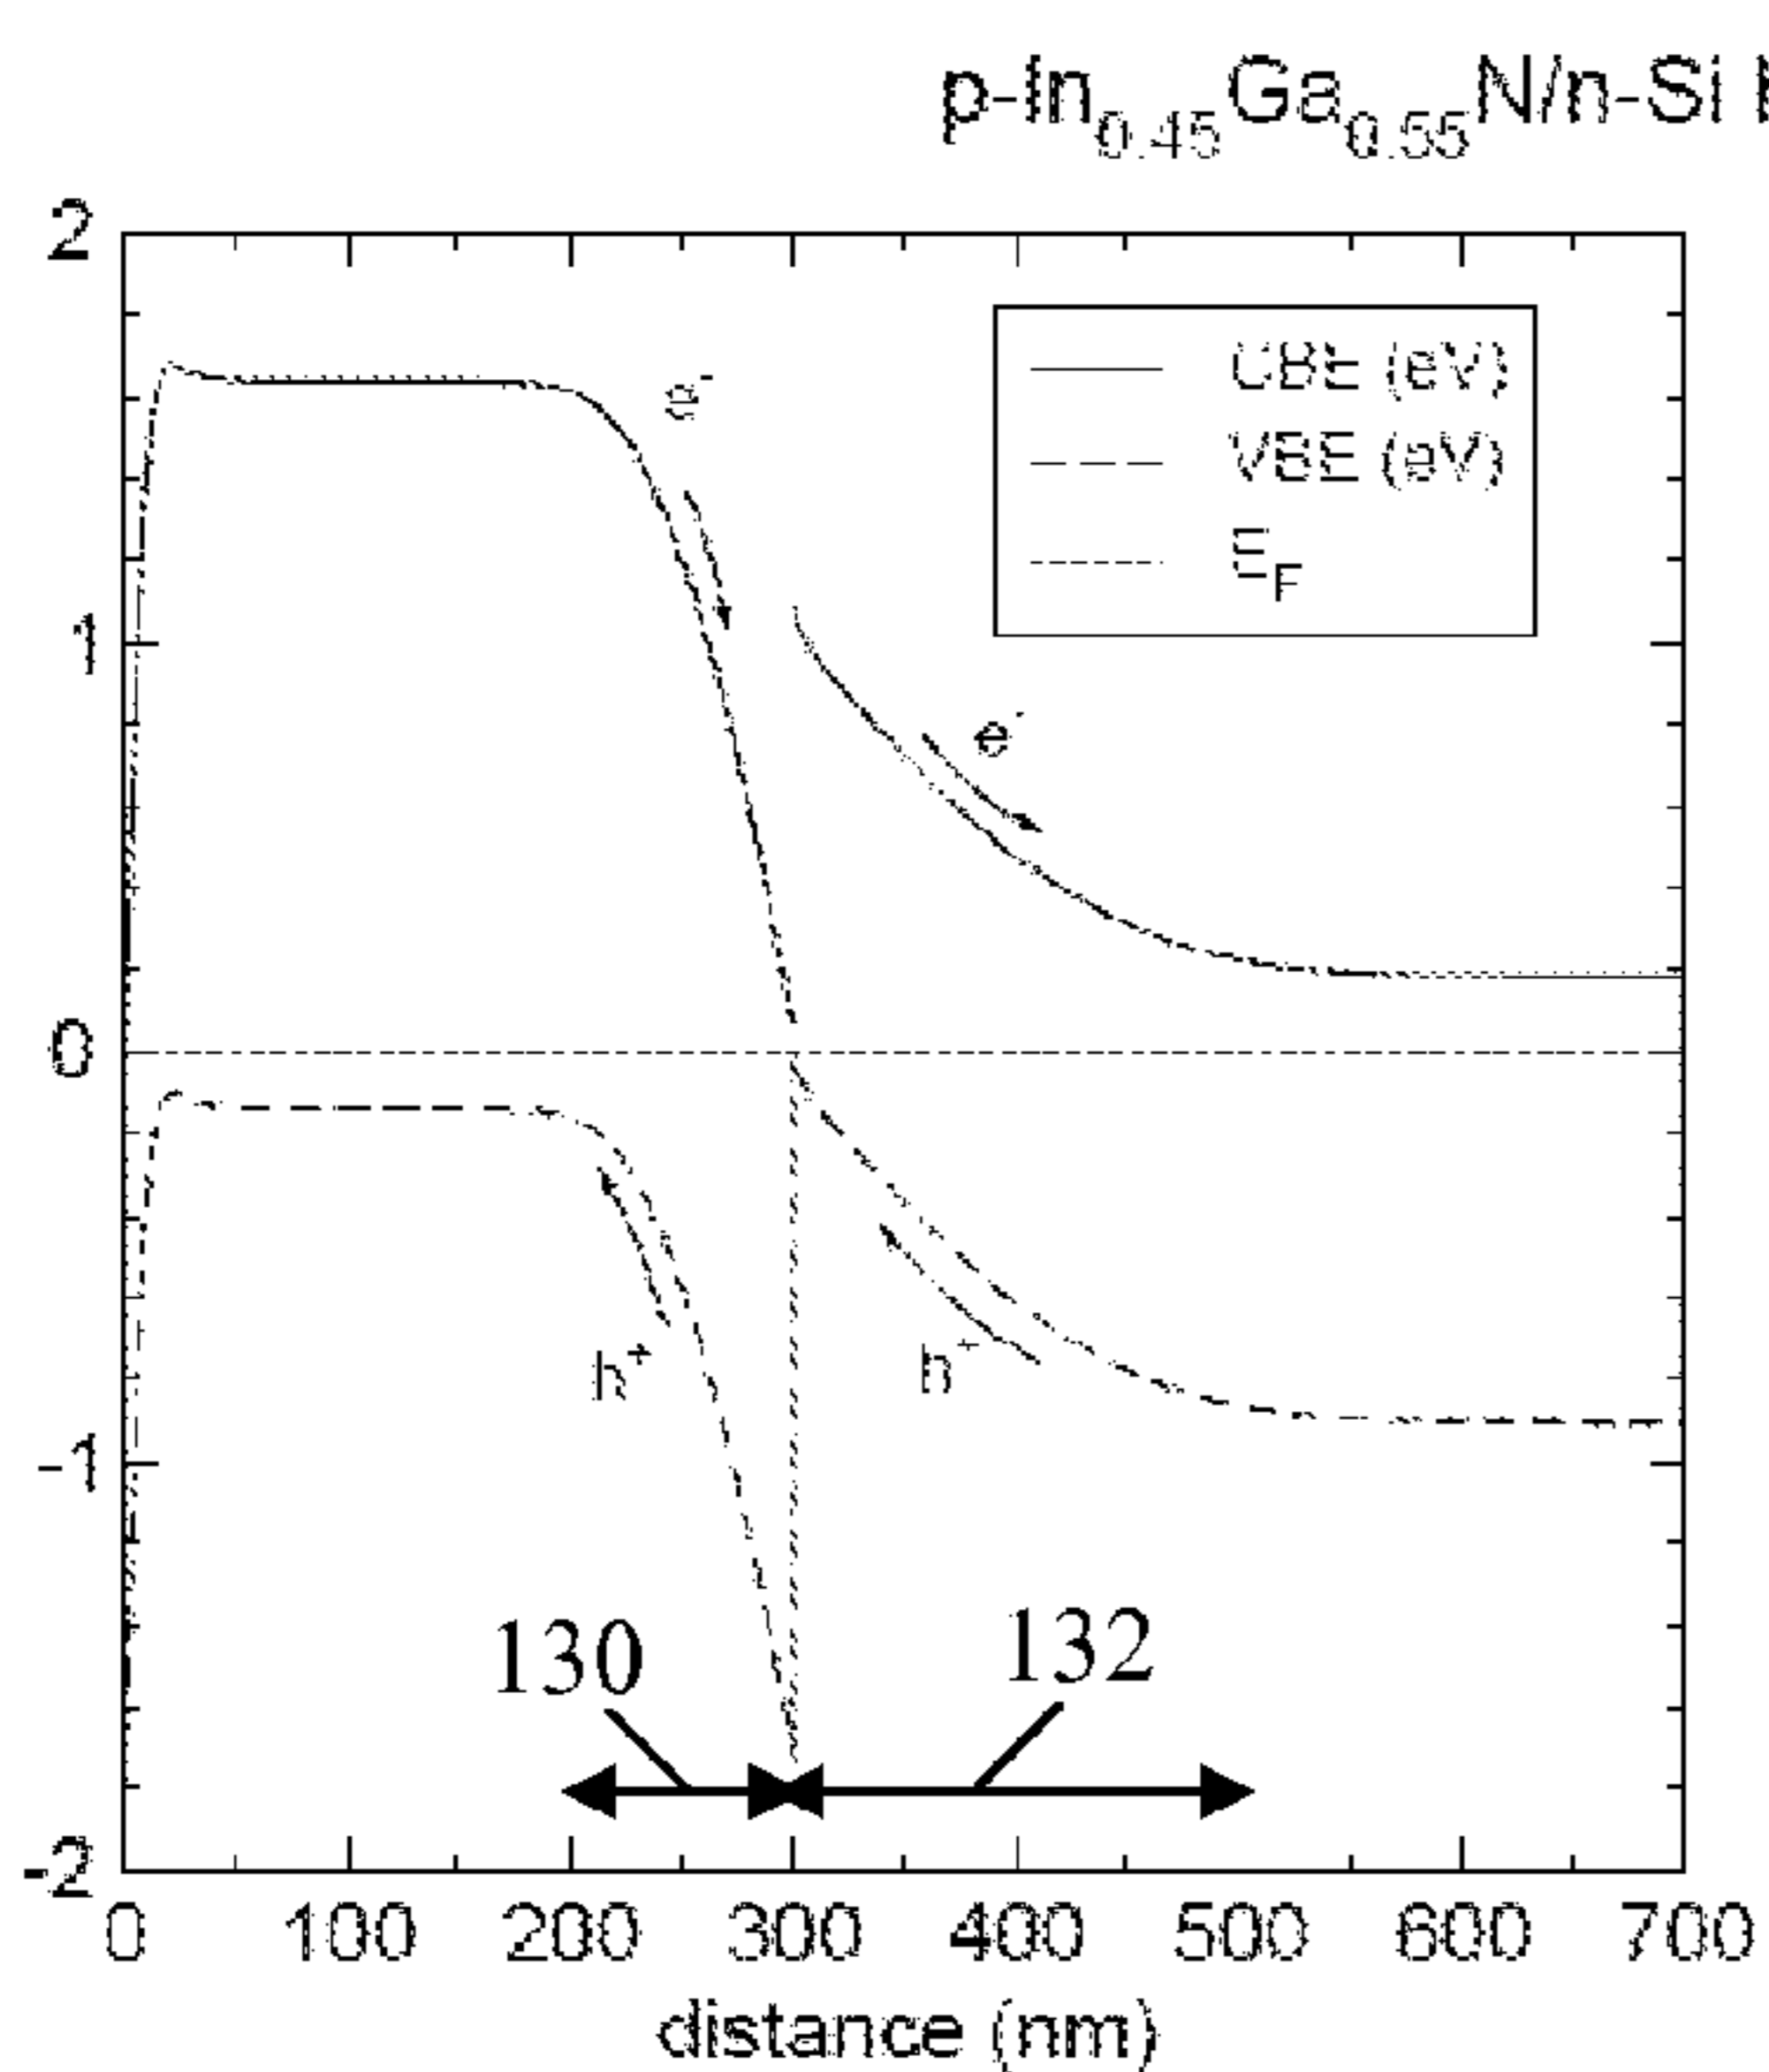 p-In0.45Ga0.55N/n-Si
2
CBE (eV)
e-
VBE (eV)
EF
1
e-
0
h+
h+
-1
130
132
-2
0 100 200 300 400 500 600 700
distance (nm)